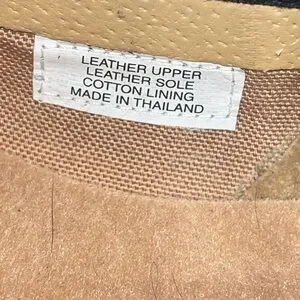 LEATHER UPPER
LEATHER SOLE
COTTON LINING
MADE IN THAILAND